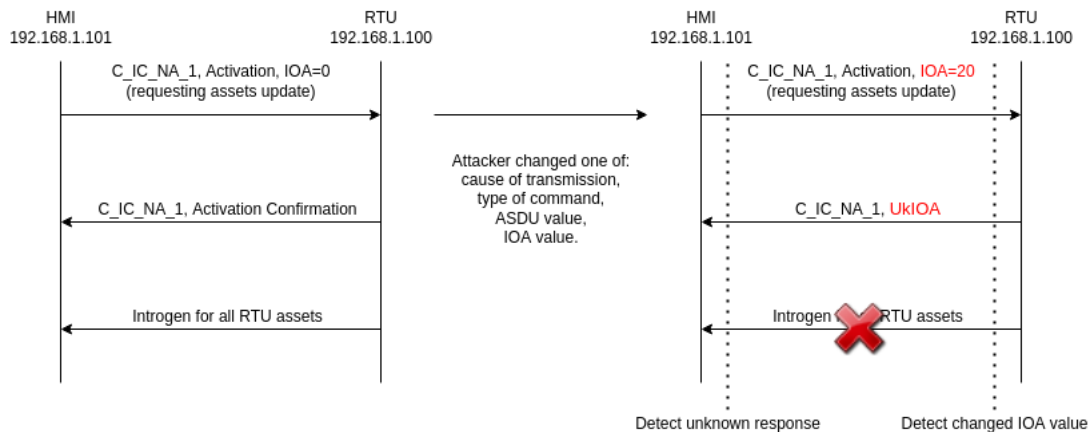 HMI
192.168.1.101
RTU
192.168.1.100
C_IC_NA_1, Activation, IOA=0
(requesting assets update)
C_IC_NA_1, Activation Confirmation
Introgen for all RTU assets
Attacker changed one of:
cause of transmission,
type of command,
ASDU value,
IOA value.
HMI
192.168.1.101
RTU
192.168.1.100
C_IC_NA_1, Activation, IOA=20
(requesting assets update)
C_IC_NA_1, UkIOA
Introgen RTU assets
Detect unknown response
Detect changed IOA value